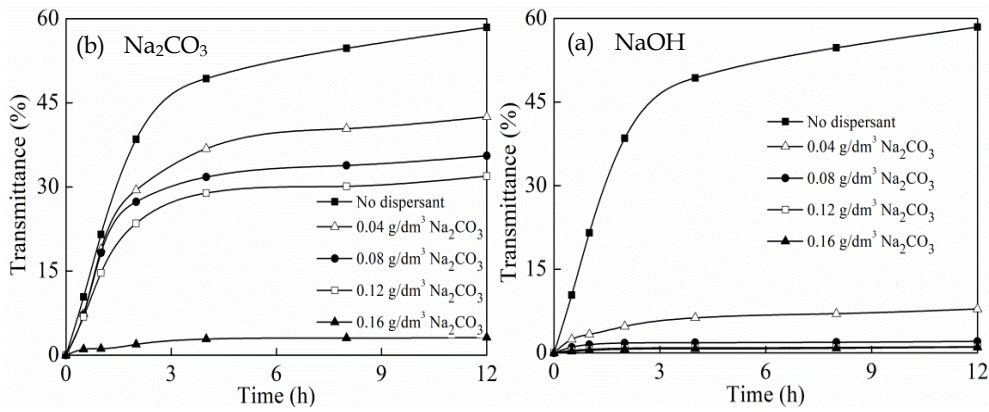 (b) Na₂CO₃
Transmittance (%)
60
45
30
15
0
No dispersant
0.04 g/dm³ Na₂CO₃
0.08 g/dm³ Na₂CO₃
0.12 g/dm³ Na₂CO₃
0.16 g/dm³ Na₂CO₃
0 3 6 9 12
Time (h)
(a) NaOH
Transmittance (%)
60
45
30
15
0
No dispersant
0.04 g/dm³ Na₂CO₃
0.08 g/dm³ Na₂CO₃
0.12 g/dm³ Na₂CO₃
0.16 g/dm³ Na₂CO₃
0 3 6 9 12
Time (h)